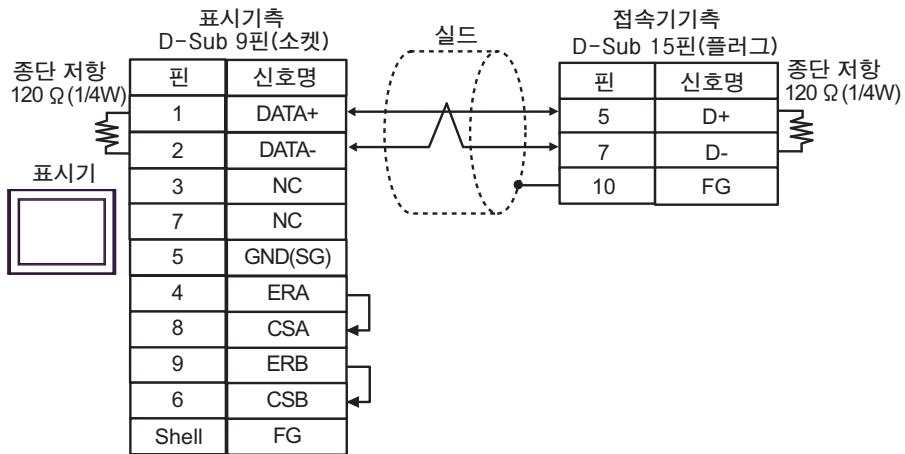 표시기측
D-Sub 9핀(소켓)
실드
접속기기측
D-Sub 15핀(플러그)
종단 저항
120 Ω(1/4W)
핀 신호명
1 DATA+
2 DATA-
3 NC
7 NC
5 GND(SG)
4 ERA
8 CSA
9 ERB
6 CSB
Shell FG
표시기
핀 신호명
5 D+
7 D-
10 FG
종단 저항
120 Ω(1/4W)